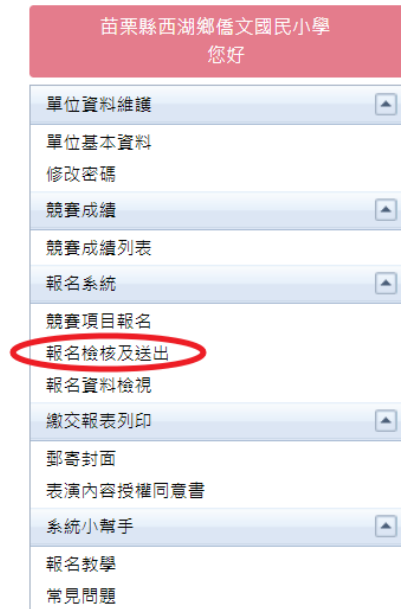 苗栗縣西湖鄉僑文國民小學
您好
單位資料維護
單位基本資料
修改密碼
競賽成績
競賽成績列表
報名系統
競賽項目報名
報名檢核及送出
報名資料檢視
繳交報表列印
郵寄封面
表演內容授權同意書
系統小幫手
報名教學
常見問題